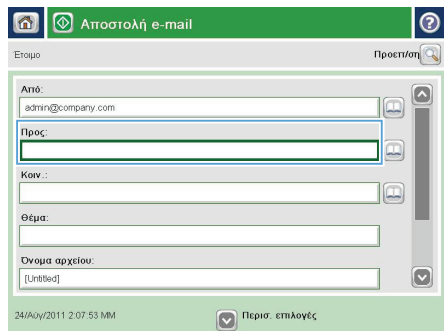 Αποστολή e-mail
Έτοιμο Προεπ/ση
Από:
admin@company.com
Προς:
Κοιν.:
Θέμα:
Όνομα αρχείου:
[Untitled]
24/Αύγ/2011 2:07:53 ΜΜ Περισ. επιλογές